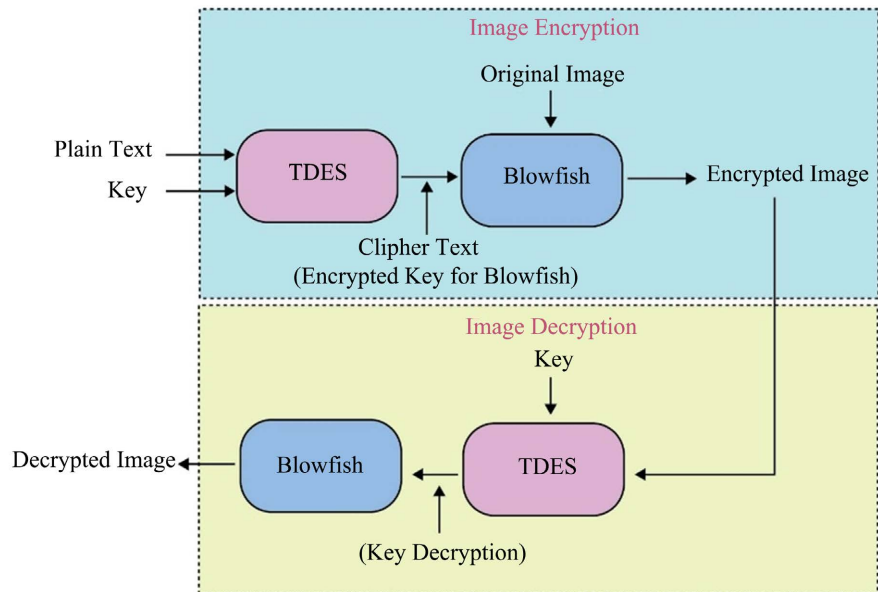 Image Encryption
Original Image
Plain Text
Key
TDES
Blowfish
Encrypted Image
Clipher Text
(Encrypted Key for Blowfish)
Image Decryption
Key
Decrypted Image
Blowfish
TDES
(Key Decryption)